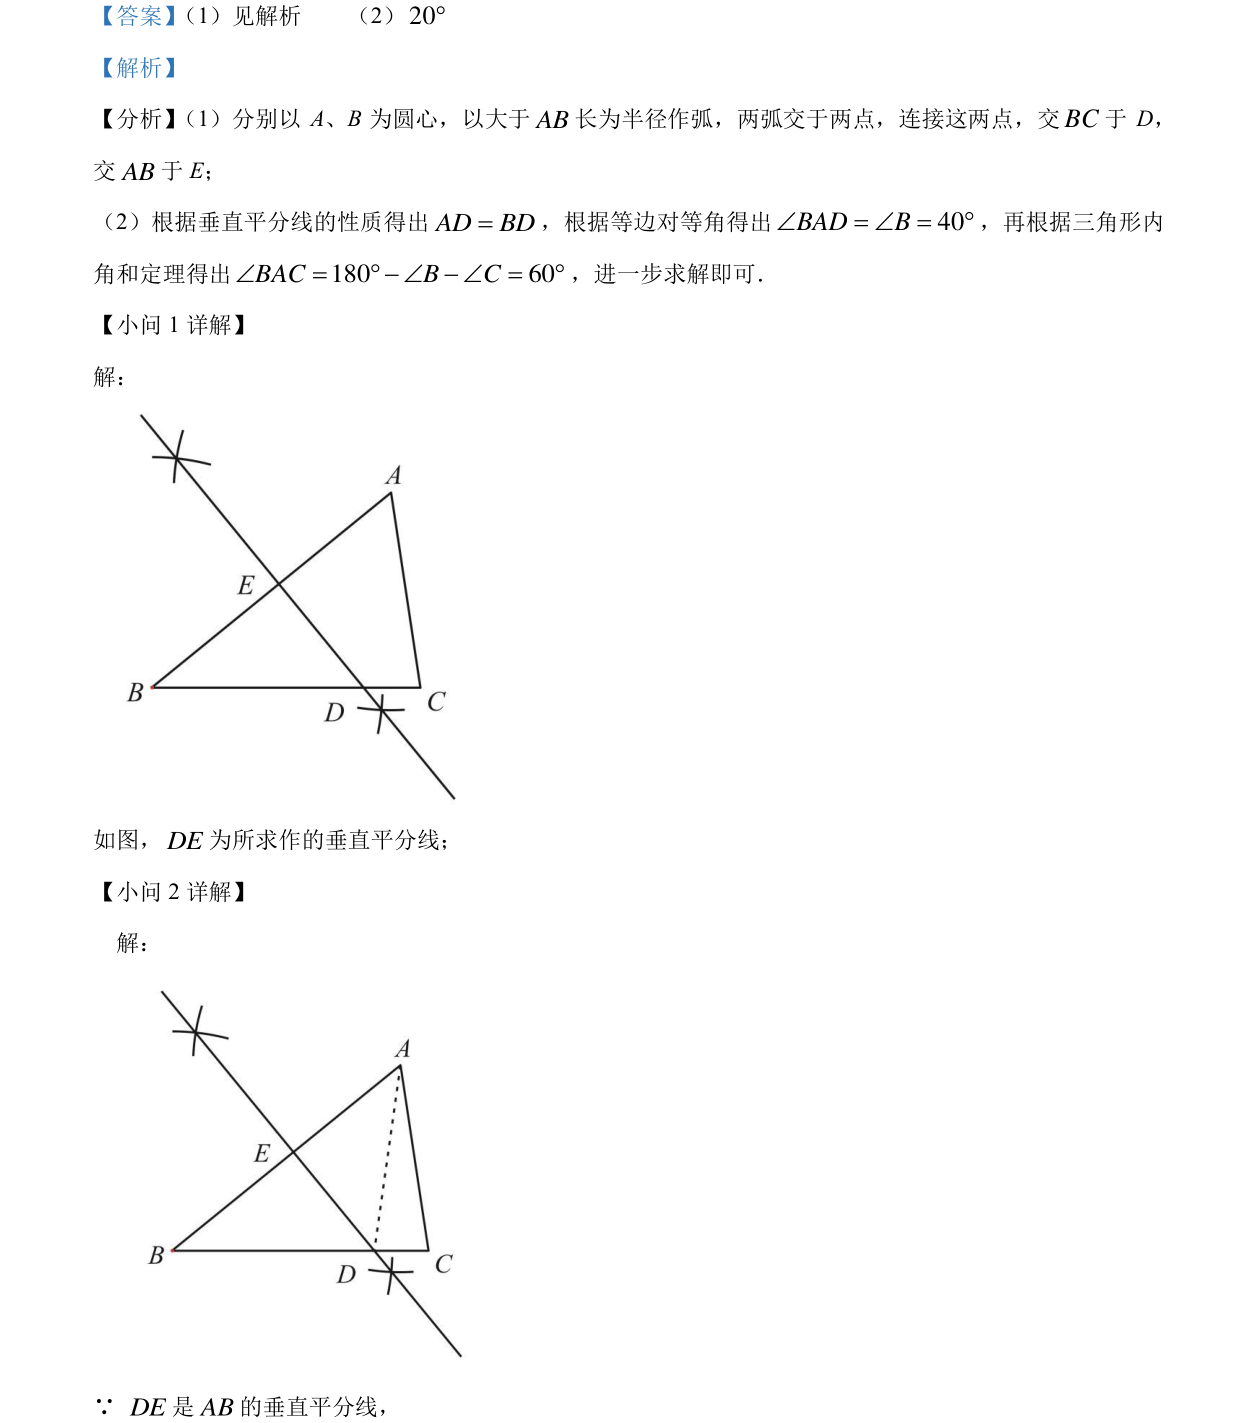 【答案】（1）见解析 （2）20°
【解析】
【分析】（1）分别以 A、B 为圆心，以大于 AB 长为半径作弧，两弧交于两点，连接这两点，交 BC 于 D，
交 AB 于 E；
（2）根据垂直平分线的性质得出 AD = BD，根据等边对等角得出 ∠BAD = ∠B = 40°，再根据三角形内
角和定理得出 ∠BAC = 180° − ∠B − ∠C = 60°，进一步求解即可．
【小问 1 详解】
解：
A
E
B
D
C
如图， DE 为所求作的垂直平分线；
【小问 2 详解】
解：
A
E
B
D
C
∵ DE 是 AB 的垂直平分线，